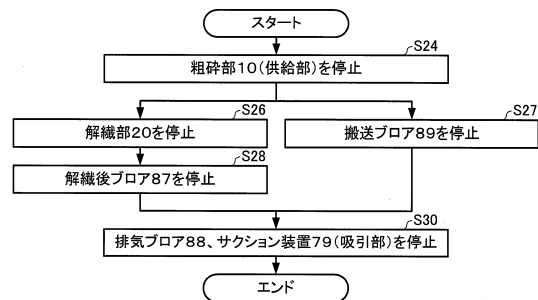 スタート
S24
粗砕部10(供給部)を停止
S26
解繊部20を停止
S27
搬送ブロア89を停止
S28
解繊後ブロア87を停止
S30
排気ブロア88、サクション装置79(吸引部)を停止
エンド